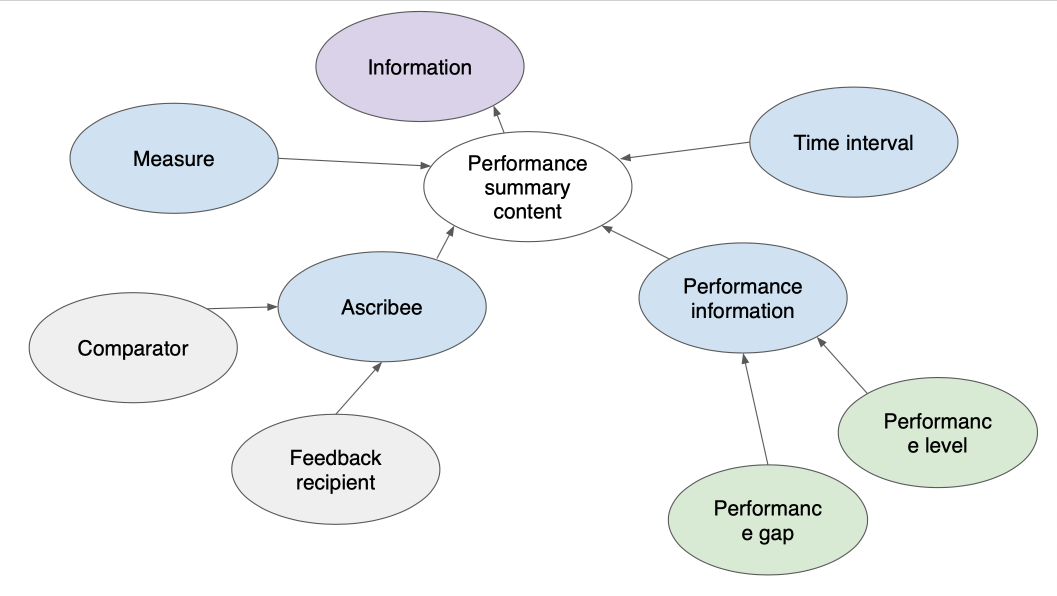 Information
Measure
Performance
summary
content
Time interval
Ascribee
Performance
information
Comparator
Feedback
recipient
Performanc
e level
Performanc
e gap